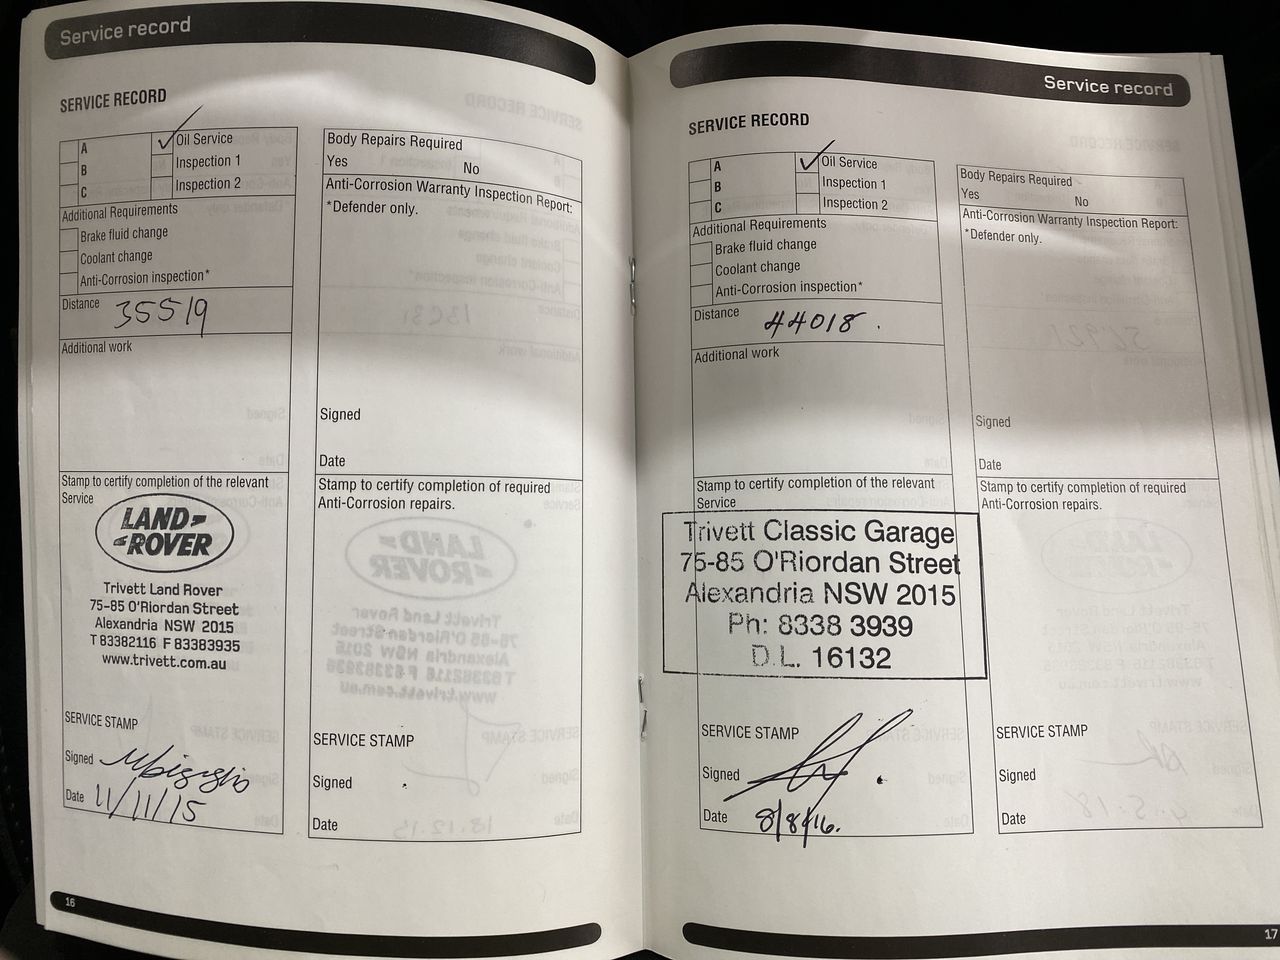 Service record
SERVICE RECORD
A
B
C
Oil Service
Inspection 1
Inspection 2
Additional Requirements
Brake fluid change
Coolant change
Anti-Corrosion inspection*
Distance 35519
Additional work
Stamp to certify completion of the relevant
Service
LAND
ROVER
Trivett Land Rover
75-85 O'Riordan Street
Alexandria NSW 2015
T 83382116 F 83383935
www.trivett.com.au
SERVICE STAMP
Signed
Date 11/11/15
Body Repairs Required
Yes No
Anti-Corrosion Warranty Inspection Report:
*Defender only.
Signed
Date
Stamp to certify completion of required
Anti-Corrosion repairs.
SERVICE STAMP
Signed
Date
16
Service record
SERVICE RECORD
A
B
C
Oil Service
Inspection 1
Inspection 2
Additional Requirements
Brake fluid change
Coolant change
Anti-Corrosion inspection*
Distance 44018.
Additional work
Stamp to certify completion of the relevant
Service
Trivett Classic Garage
75-85 O'Riordan Street
Alexandria NSW 2015
Ph: 8338 3939
D.L. 16132
SERVICE STAMP
Signed
Date 8/8/16.
Body Repairs Required
Yes No
Anti-Corrosion Warranty Inspection Report:
*Defender only.
Signed
Date
Stamp to certify completion of required
Anti-Corrosion repairs.
SERVICE STAMP
Signed
Date
17